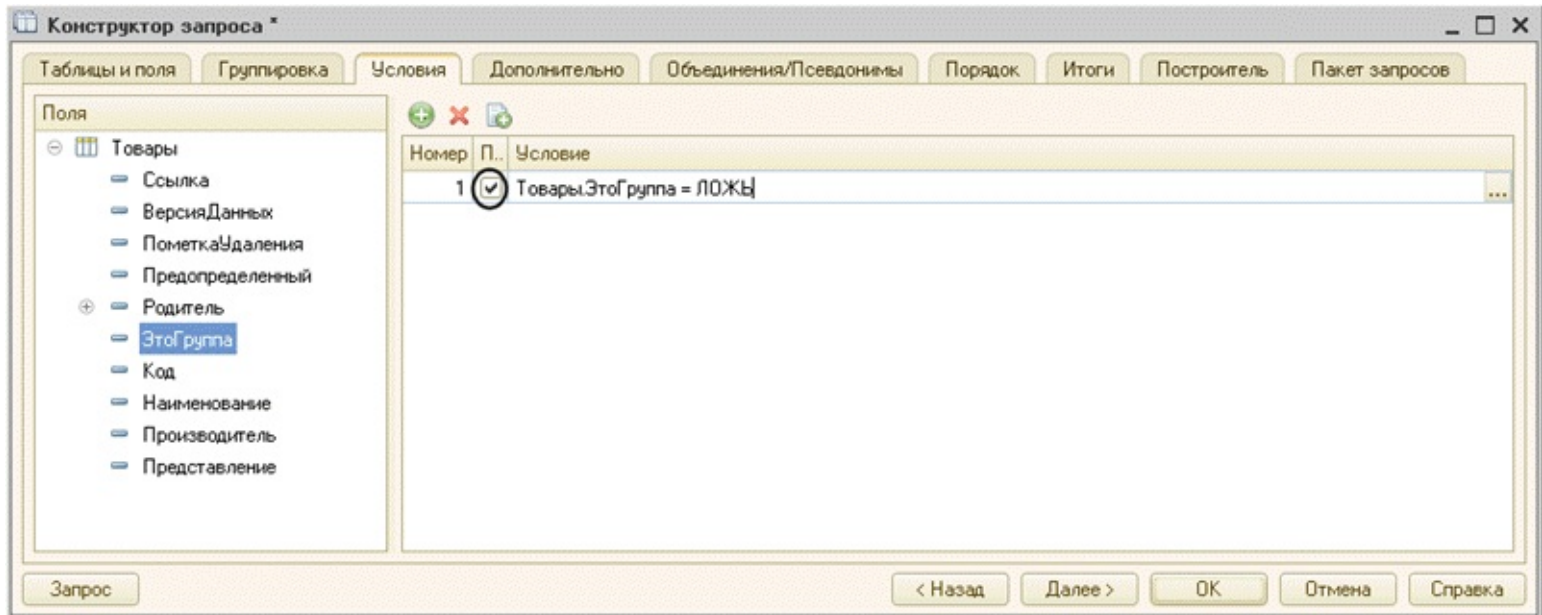 Конструктор запроса *
Таблицы и поля Группировка Условия Дополнительно Объединения/Псевдонимы Порядок Итоги Построитель Пакет запросов
Поля
Товары
Ссылка
ВерсияДанных
ПометкаУдаления
Предопределенный
Родитель
ЭтоГруппа
Код
Наименование
Производитель
Представление
Номер П.. Условие
1 Товары.ЭтоГруппа = ЛОЖЬ ...
Запрос < Назад Далее > OK Отмена Справка